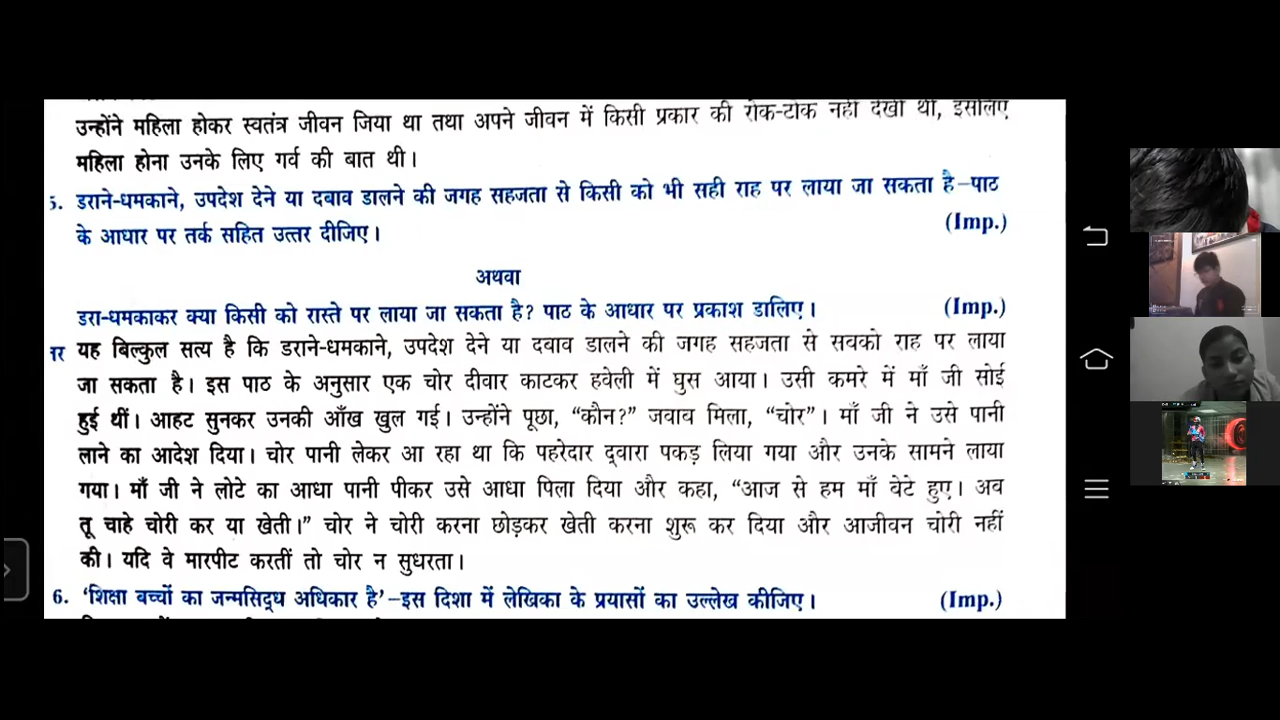 उन्होंने महिला होकर स्वतंत्र जीवन जिया था तथा अपने जीवन में किसी प्रकार की रोक-टोक नहीं देखी थी, इसलिए
महिला होना उनके लिए गर्व की बात थी।
5. डराने-धमकाने, उपदेश देने या दबाव डालने की जगह सहजता से किसी को भी सही राह पर लाया जा सकता है–पाठ
के आधार पर तर्क सहित उत्तर दीजिए। (Imp.)
अथवा
डरा-धमकाकर क्या किसी को रास्ते पर लाया जा सकता है? पाठ के आधार पर प्रकाश डालिए। (Imp.)
यह बिल्कुल सत्य है कि डराने-धमकाने, उपदेश देने या दबाव डालने की जगह सहजता से सबको राह पर लाया
जा सकता है। इस पाठ के अनुसार एक चोर दीवार काटकर हवेली में घुस आया। उसी कमरे में माँ जी सोई
हुई थीं। आहट सुनकर उनकी आँख खुल गई। उन्होंने पूछा, “कौन?” जवाब मिला, “चोर”। माँ जी ने उसे पानी
लाने का आदेश दिया। चोर पानी लेकर आ रहा था कि पहरेदार द्वारा पकड़ लिया गया और उनके सामने लाया
गया। माँ जी ने लोटे का आधा पानी पीकर उसे आधा पिला दिया और कहा, “आज से हम माँ बेटे हुए। अब
तू चाहे चोरी कर या खेती।” चोर ने चोरी करना छोड़कर खेती करना शुरू कर दिया और आजीवन चोरी नहीं
की। यदि वे मारपीट करतीं तो चोर न सुधरता।
6. ‘शिक्षा बच्चों का जन्मसिद्ध अधिकार है’–इस दिशा में लेखिका के प्रयासों का उल्लेख कीजिए। (Imp.)